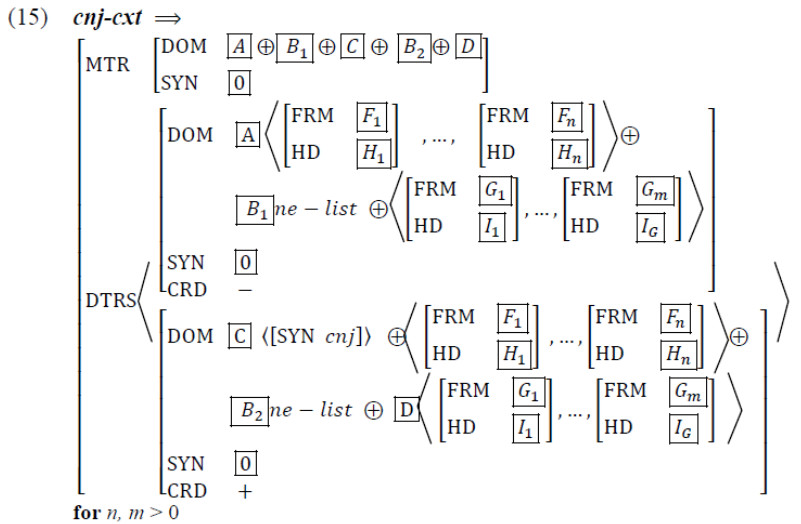 (15) cnj-cxt ⇒
MTR DOM A ⊕ B₁ ⊕ C ⊕ B₂ ⊕ D
SYN 0
DOM A ⟨[FRM F₁ , ..., [FRM Fₙ
HD H₁] HD Hₙ]⟩ ⊕
B₁ ne – list ⊕ ⟨[FRM G₁ , ..., [FRM Gₘ
HD I₁] HD I_G]⟩
SYN 0
CRD –
DTRS
DOM C ⟨[SYN cnj]⟩ ⊕ ⟨[FRM F₁ , ..., [FRM Fₙ
HD H₁] HD Hₙ]⟩ ⊕
B₂ ne – list ⊕ D ⟨[FRM G₁ , ..., [FRM Gₘ
HD I₁] HD I_G]⟩
SYN 0
CRD +
for n, m > 0